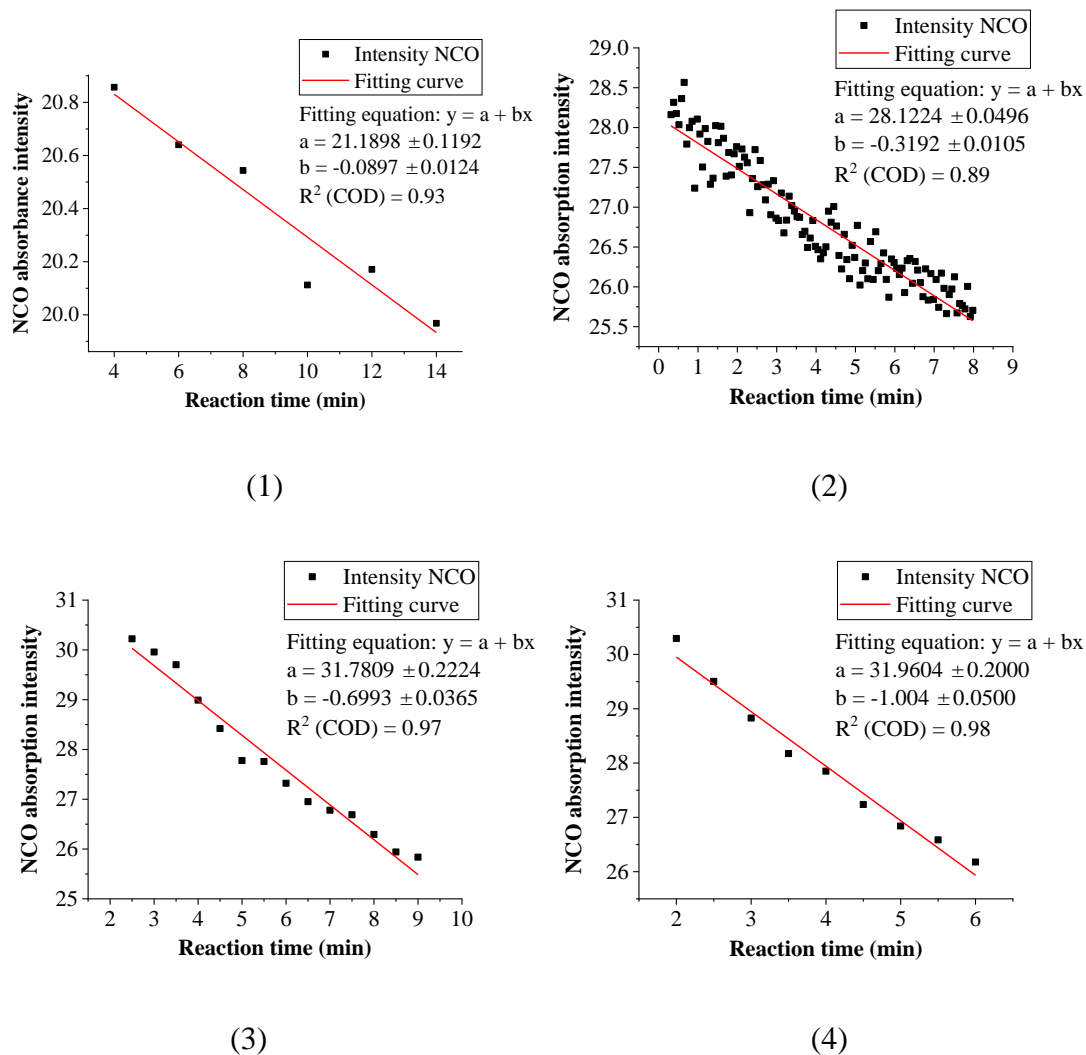 Intensity NCO
Fitting curve
Fitting equation: y = a + bx
a = 21.1898 ±0.1192
b = -0.0897 ±0.0124
R² (COD) = 0.93
NCO absorbance intensity
20.8
20.6
20.4
20.2
20.0
4 6 8 10 12 14
Reaction time (min)
(1)
Intensity NCO
Fitting curve
Fitting equation: y = a + bx
a = 28.1224 ±0.0496
b = -0.3192 ±0.0105
R² (COD) = 0.89
NCO absorption intensity
29.0
28.5
28.0
27.5
27.0
26.5
26.0
25.5
0 1 2 3 4 5 6 7 8 9
Reaction time (min)
(2)
Intensity NCO
Fitting curve
Fitting equation: y = a + bx
a = 31.7809 ±0.2224
b = -0.6993 ±0.0365
R² (COD) = 0.97
NCO absorption intensity
31
30
29
28
27
26
25
2 3 4 5 6 7 8 9 10
Reaction time (min)
(3)
Intensity NCO
Fitting curve
Fitting equation: y = a + bx
a = 31.9604 ±0.2000
b = -1.004 ±0.0500
R² (COD) = 0.98
NCO absorption intensity
31
30
29
28
27
26
2 3 4 5 6
Reaction time (min)
(4)